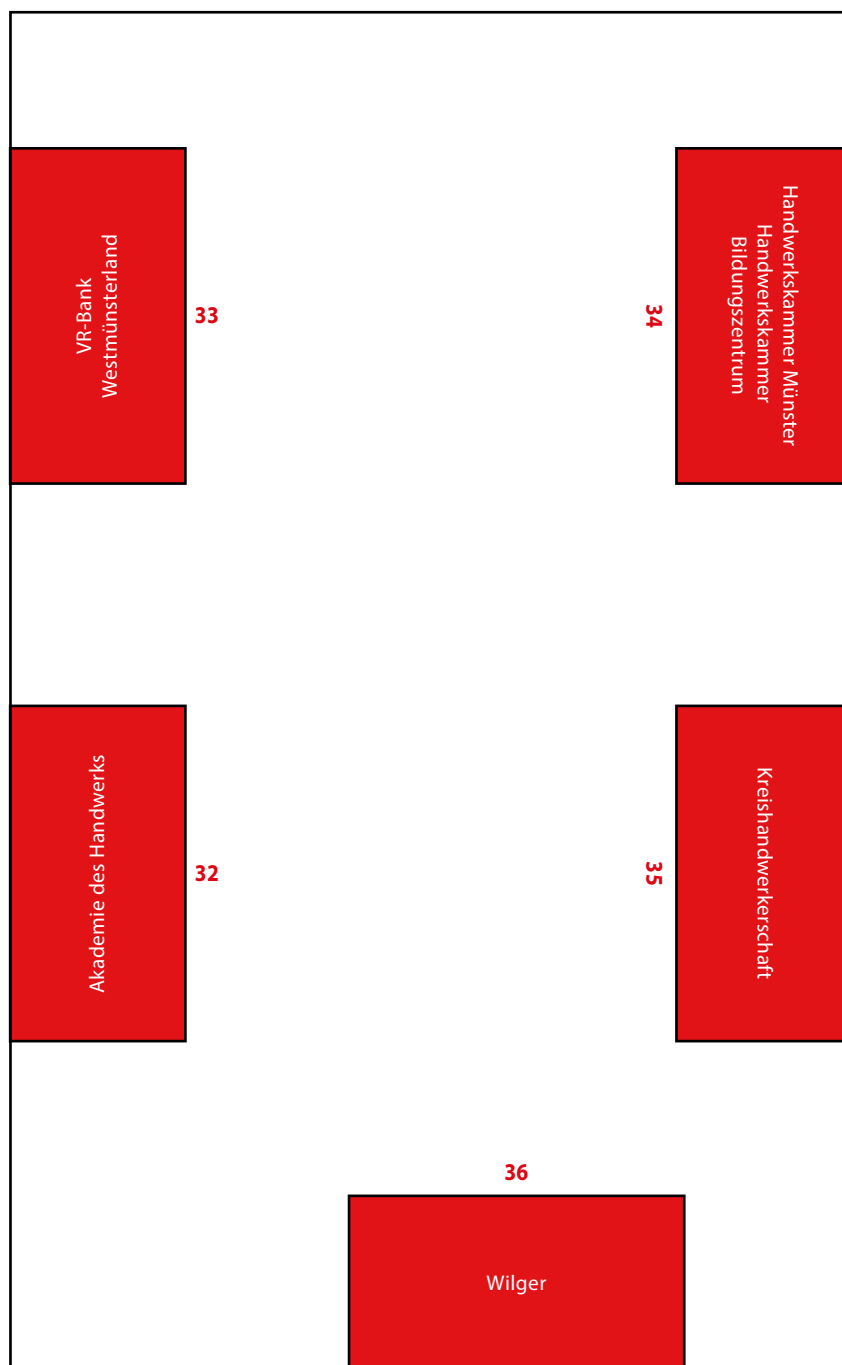 VR-Bank
Westmünsterland
33
34
Handwerkskammer Münster
Handwerkskammer
Bildungszentrum
Akademie des Handwerks
32
35
Kreishandwerkerschaft
36
Wilger